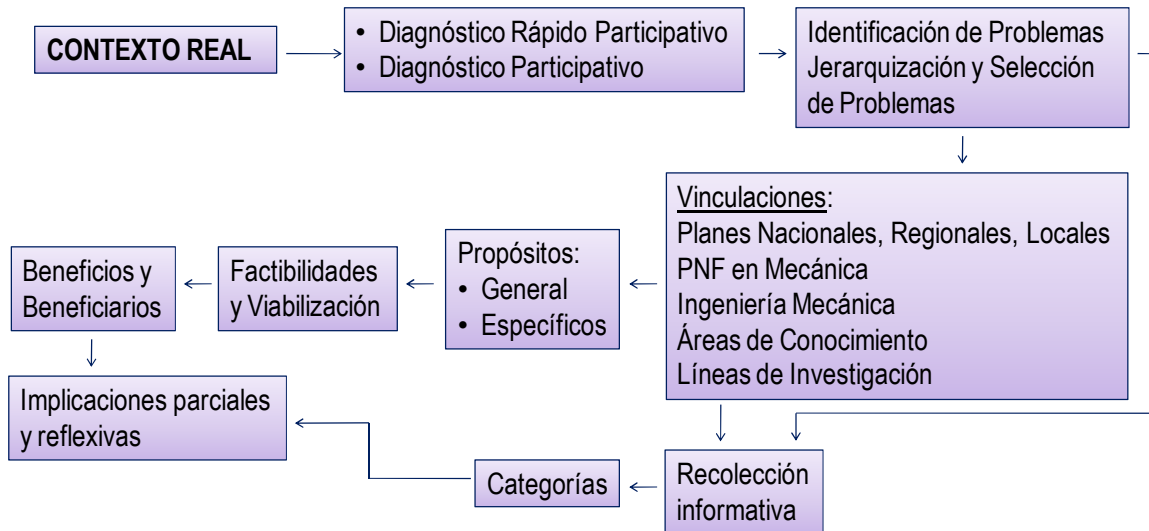 CONTEXTO REAL
• Diagnóstico Rápido Participativo
• Diagnóstico Participativo
Identificación de Problemas
Jerarquización y Selección
de Problemas
Vinculaciones:
Planes Nacionales, Regionales, Locales
PNF en Mecánica
Ingeniería Mecánica
Áreas de Conocimiento
Líneas de Investigación
Propósitos:
• General
• Específicos
Factibilidades
y Viabilización
Beneficios y
Beneficiarios
Implicaciones parciales
y reflexivas
Categorías
Recolección
informativa